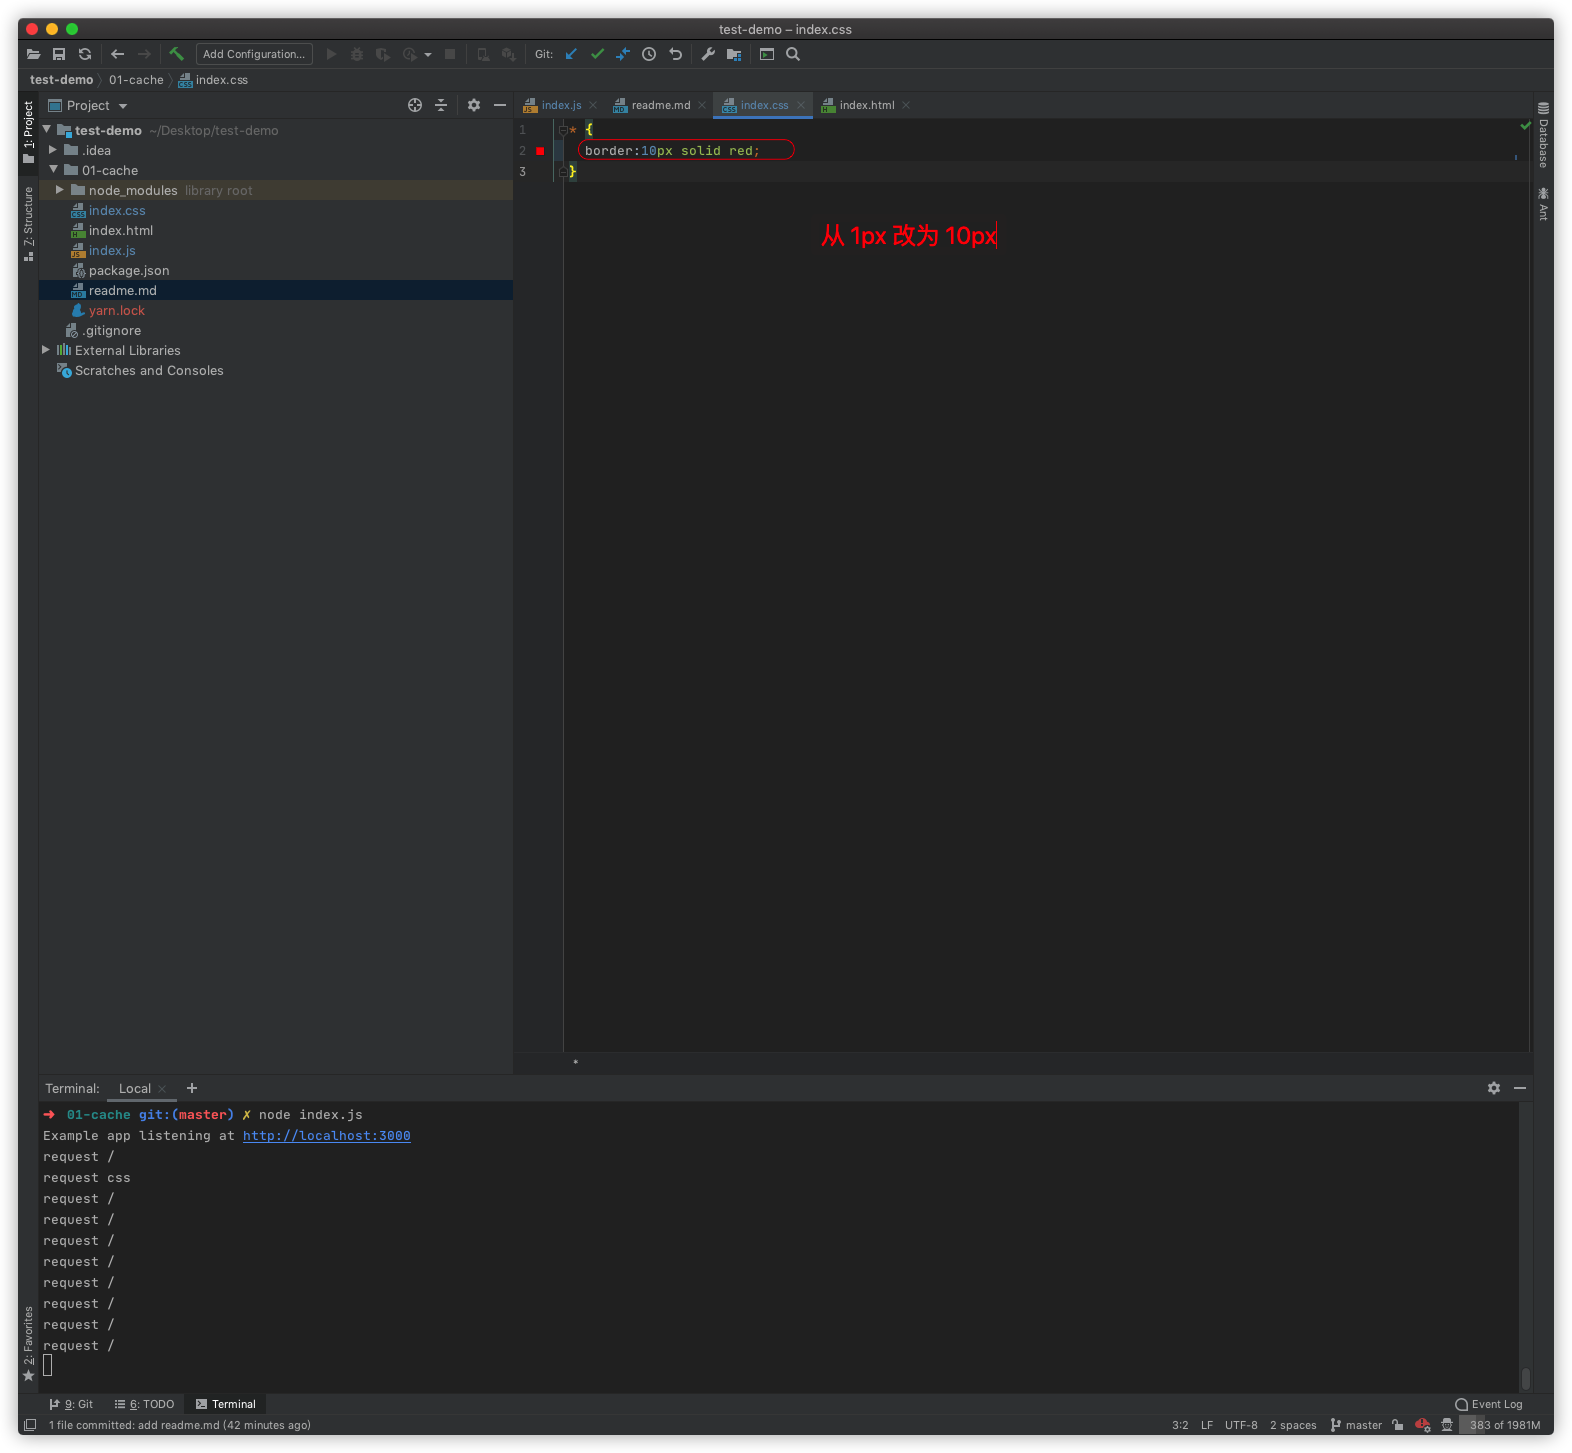 test-demo – index.css
Add Configuration...
Git:
test-demo 01-cache index.css
1: Project
7: Structure
2: Favorites
Project
test-demo ~/Desktop/test-demo
.idea
01-cache
node_modules library root
index.css
index.html
index.js
package.json
readme.md
yarn.lock
.gitignore
External Libraries
Scratches and Consoles
index.js readme.md index.css index.html
1 * {
2 border:10px solid red;
3 }
从 1px 改为 10px
*
Database
Ant
Terminal: Local +
➜ 01-cache git:(master) ✗ node index.js
Example app listening at http://localhost:3000
request /
request css
request /
request /
request /
request /
request /
request /
request /
request /
9: Git 6: TODO Terminal Event Log
1 file committed: add readme.md (42 minutes ago) 3:2 LF UTF-8 2 spaces master 383 of 1981M